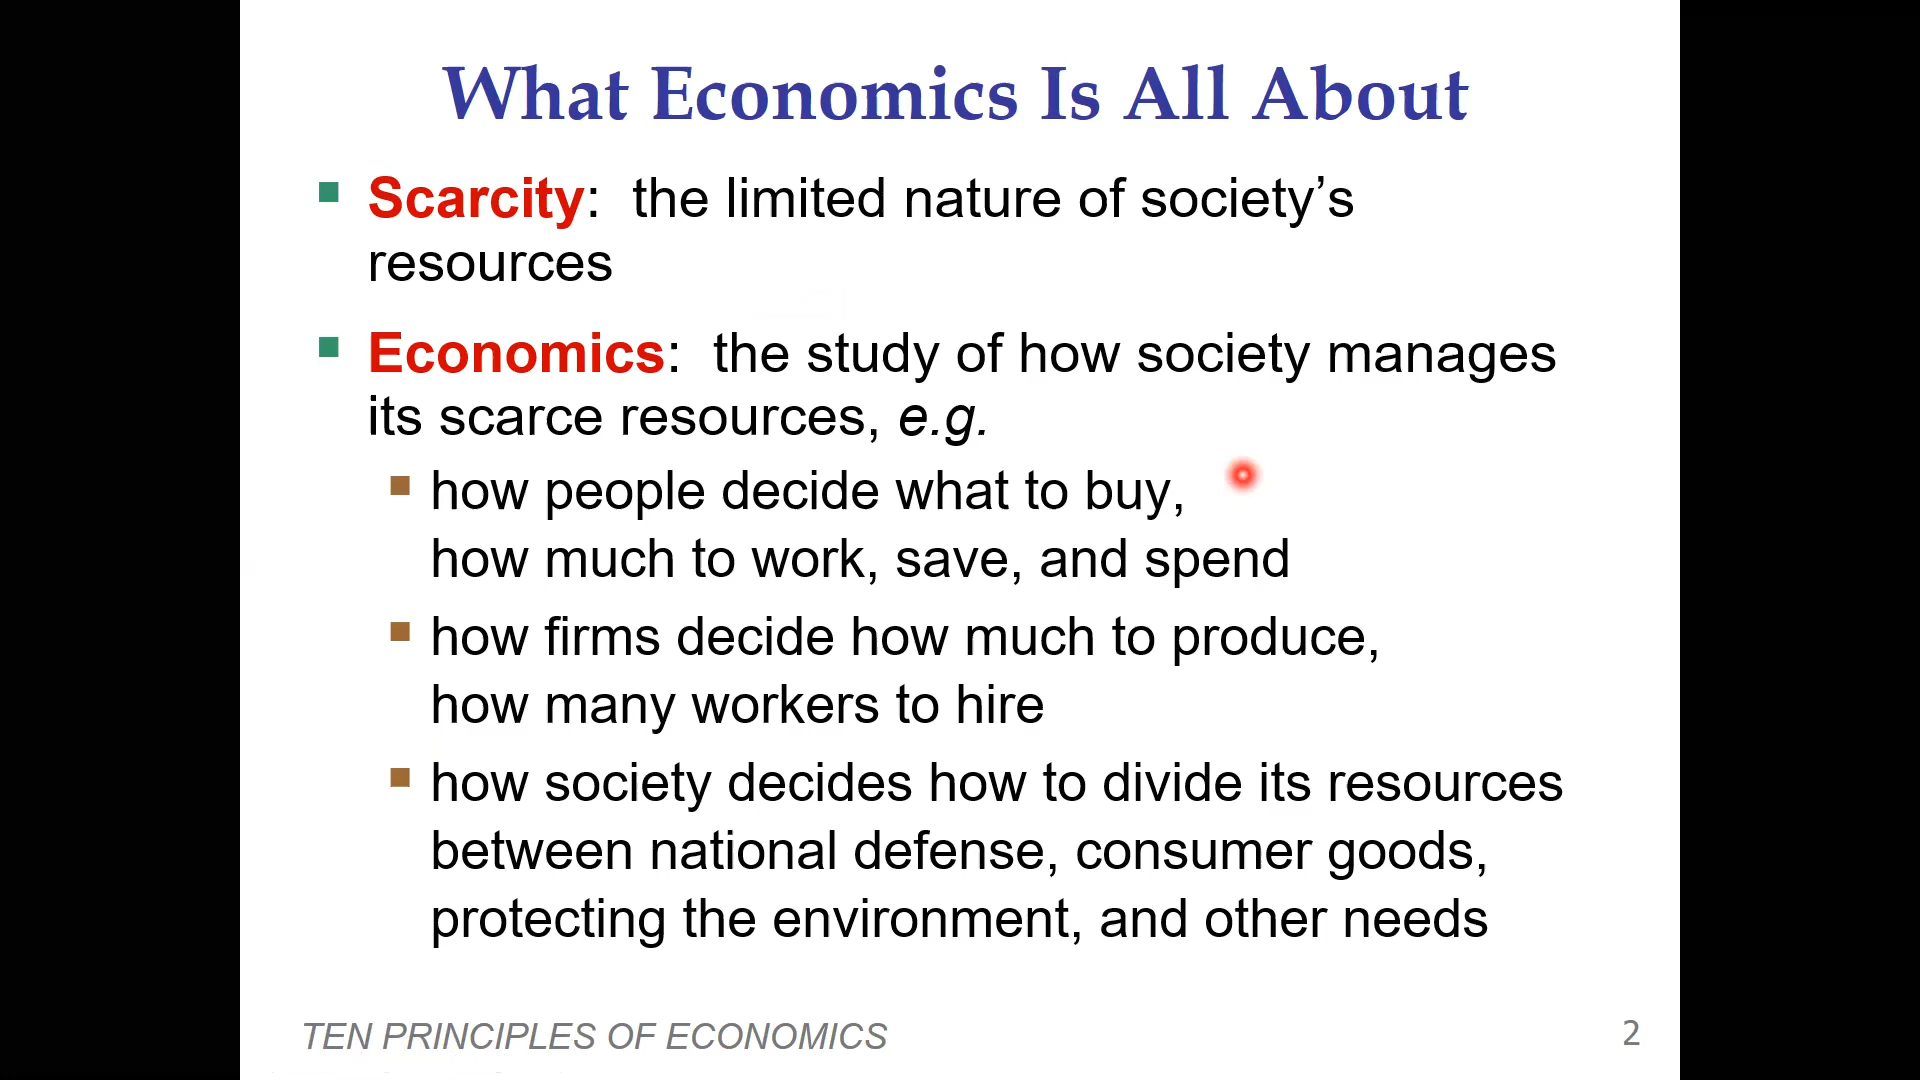 What Economics Is All About
Scarcity: the limited nature of society’s
resources
Economics: the study of how society manages
its scarce resources, e.g.
how people decide what to buy,
how much to work, save, and spend
how firms decide how much to produce,
how many workers to hire
how society decides how to divide its resources
between national defense, consumer goods,
protecting the environment, and other needs
TEN PRINCIPLES OF ECONOMICS
2